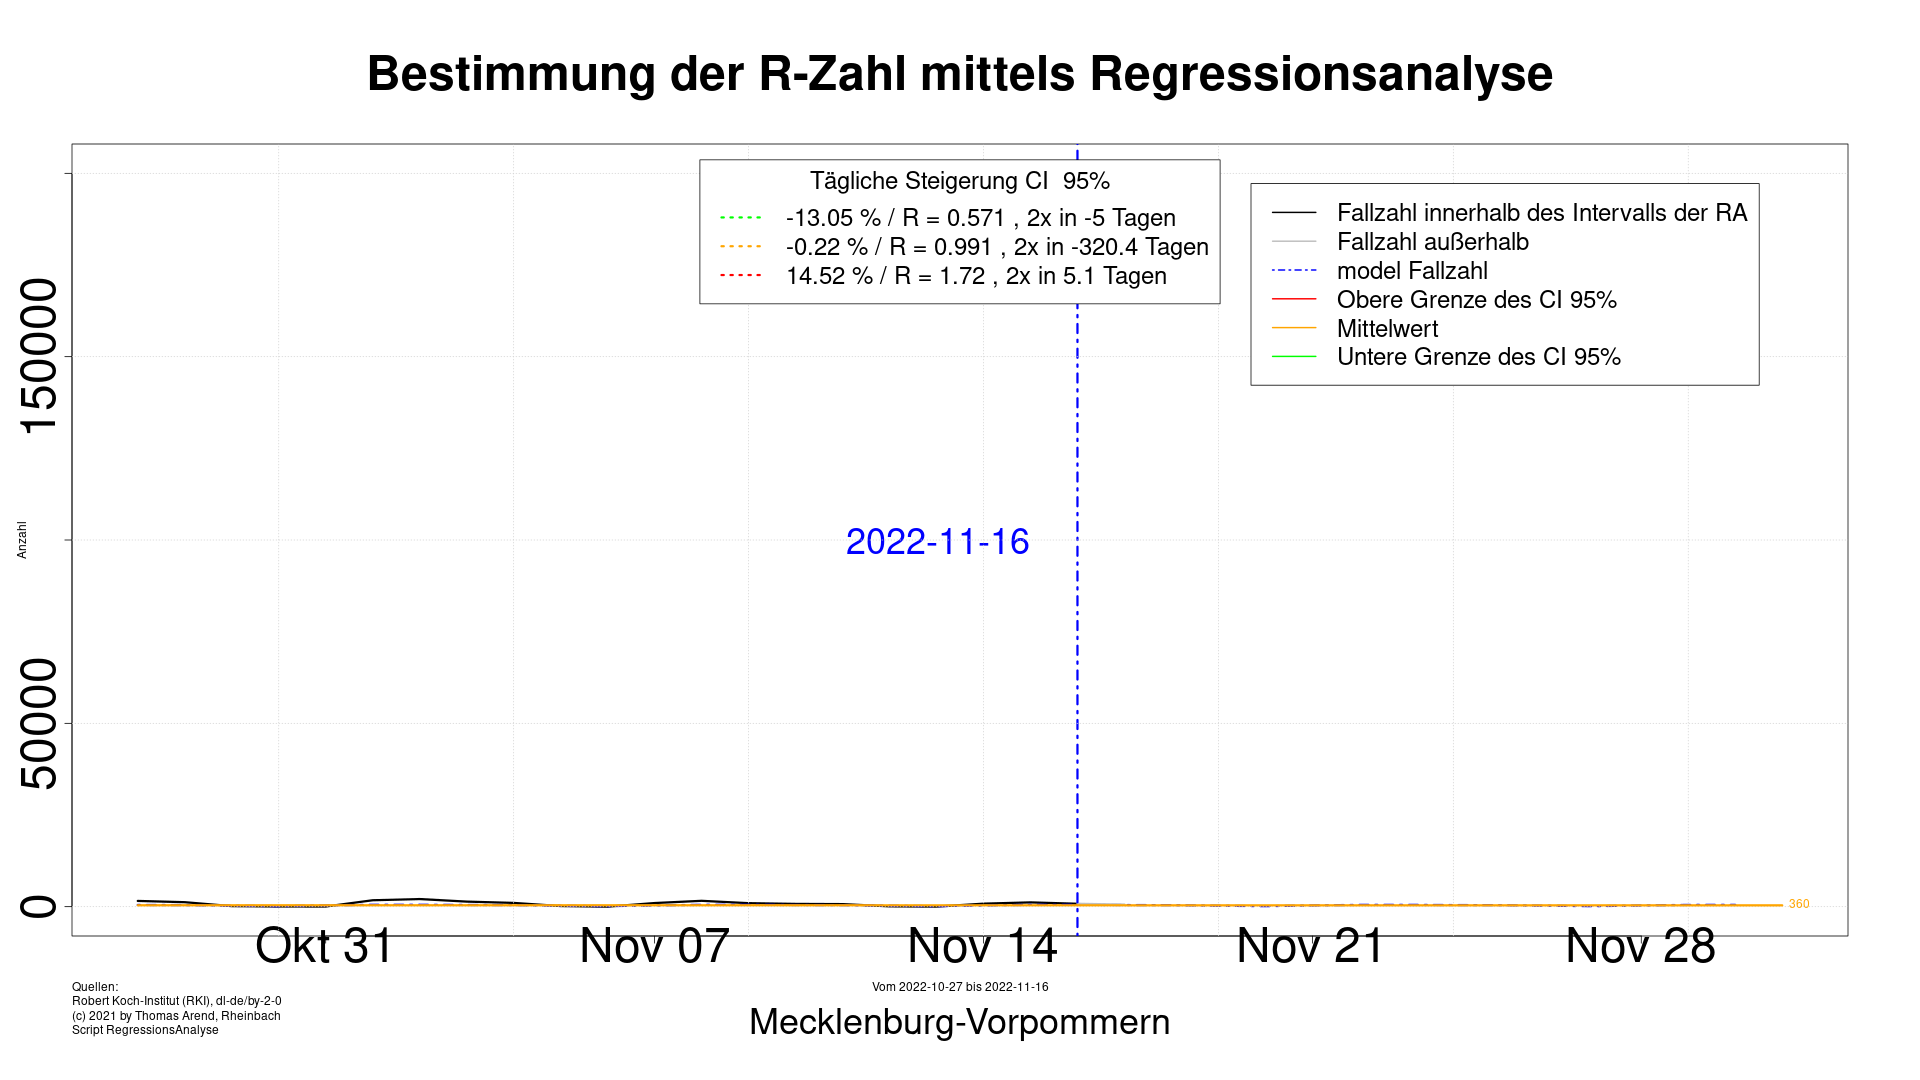 Bestimmung der R-Zahl mittels Regressionsanalyse
Tägliche Steigerung CI  95%
-13.05 % / R = 0.571 , 2x in -5 Tagen
-0.22 % / R = 0.991 , 2x in -320.4 Tagen
14.52 % / R = 1.72 , 2x in 5.1 Tagen
Fallzahl innerhalb des Intervalls der RA
Fallzahl außerhalb
model Fallzahl
Obere Grenze des CI 95%
Mittelwert
Untere Grenze des CI 95%
150000
50000
0
Anzahl
2022-11-16
360
Okt 31
Nov 07
Nov 14
Nov 21
Nov 28
Quellen:
Robert Koch-Institut (RKI), dl-de/by-2-0
(c) 2021 by Thomas Arend, Rheinbach
Script RegressionsAnalyse
Vom 2022-10-27 bis 2022-11-16
Mecklenburg-Vorpommern